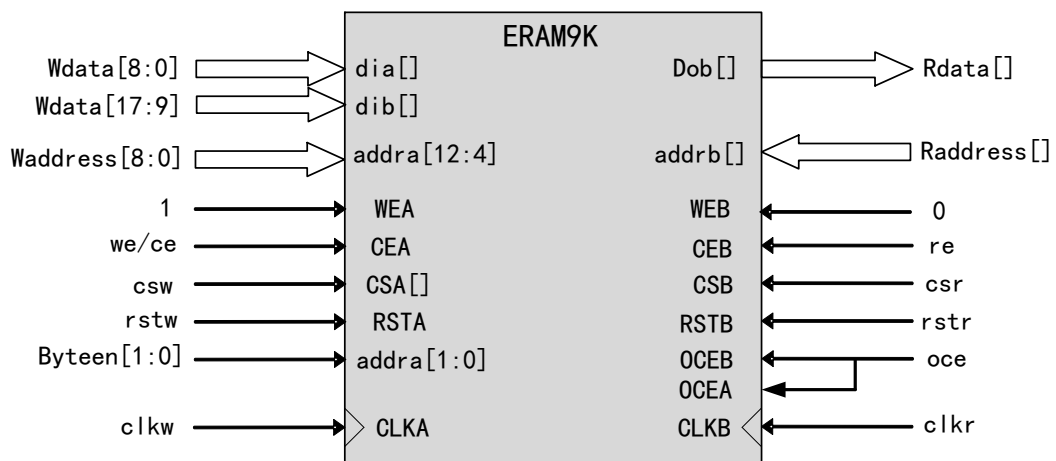 ERAM9K
Wdata[8:0] dia[] Dob[] Rdata[]
Wdata[17:9] dib[]
Waddress[8:0] addra[12:4] addrb[] Raddress[]
1 WEA WEB 0
we/ce CEA CEB re
csw CSA[] CSB csr
rstw RSTA RSTB rstr
Byteen[1:0] addra[1:0] OCEB oce
OCEA
clkw CLKA CLKB clkr